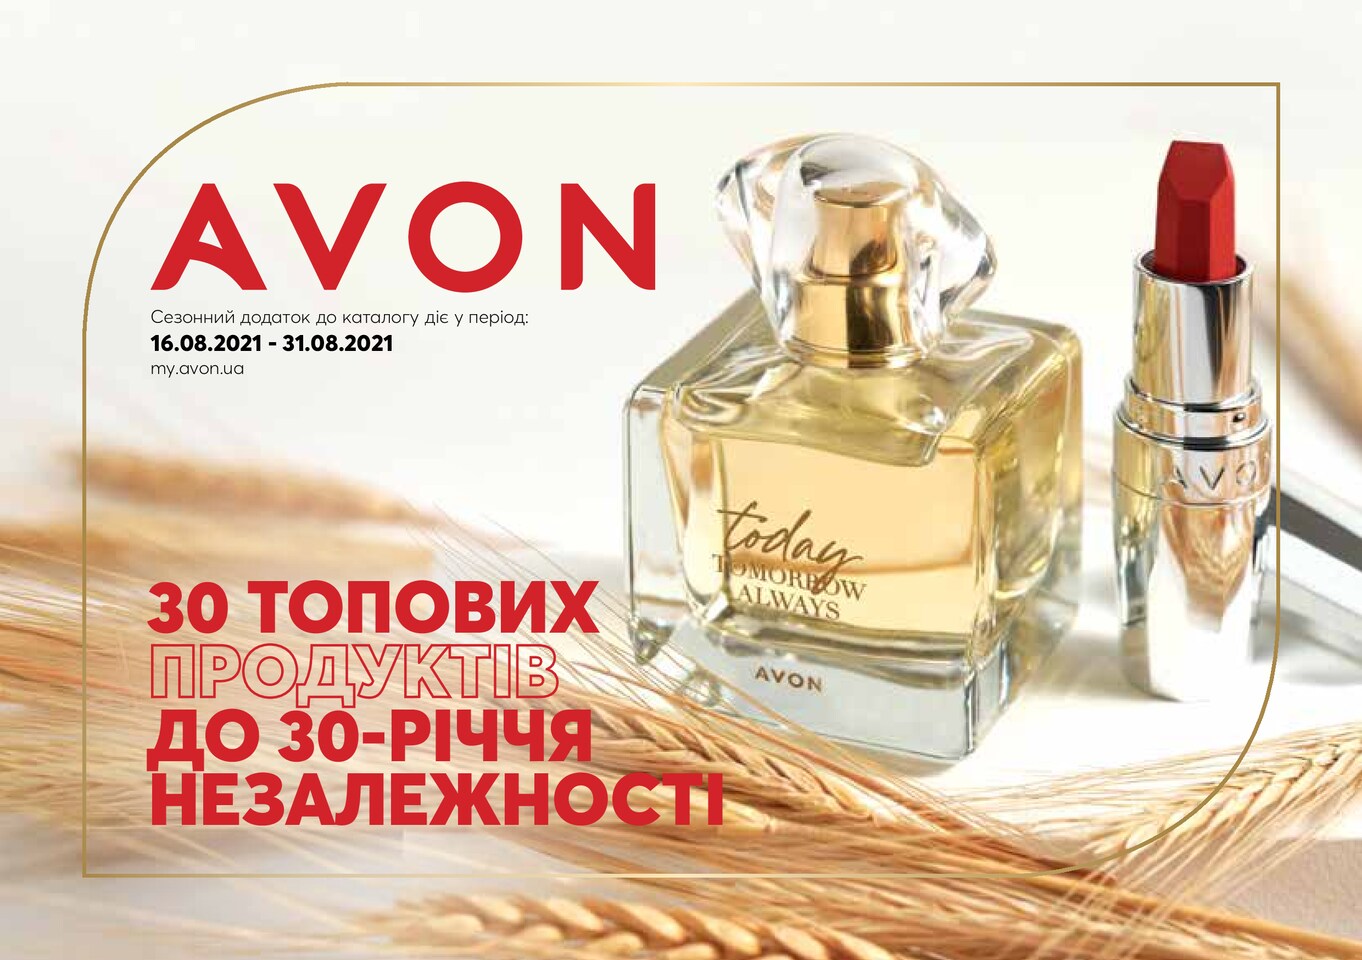 AVON
Сезонний додаток до каталогу діє у період:
16.08.2021 - 31.08.2021
my.avon.ua
today
TOMORROW
ALWAYS
AVON
AVON
30 ТОПОВИХ
ПРОДУКТІВ
ДО 30-РІЧЧЯ
НЕЗАЛЕЖНОСТІ